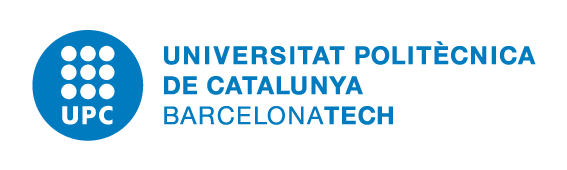 UPC
UNIVERSITAT POLITÈCNICA
DE CATALUNYA
BARCELONATECH